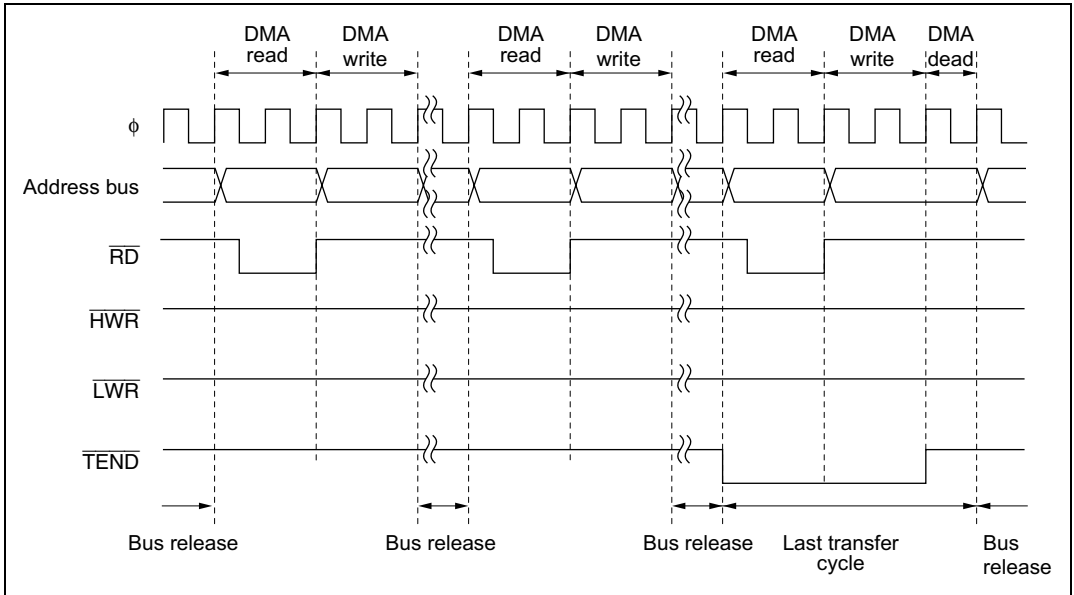 DMA read
DMA write
DMA read
DMA write
DMA read
DMA write
DMA dead
ϕ
Address bus
RD
HWR
LWR
TEND
Bus release
Bus release
Bus release
Last transfer cycle
Bus release